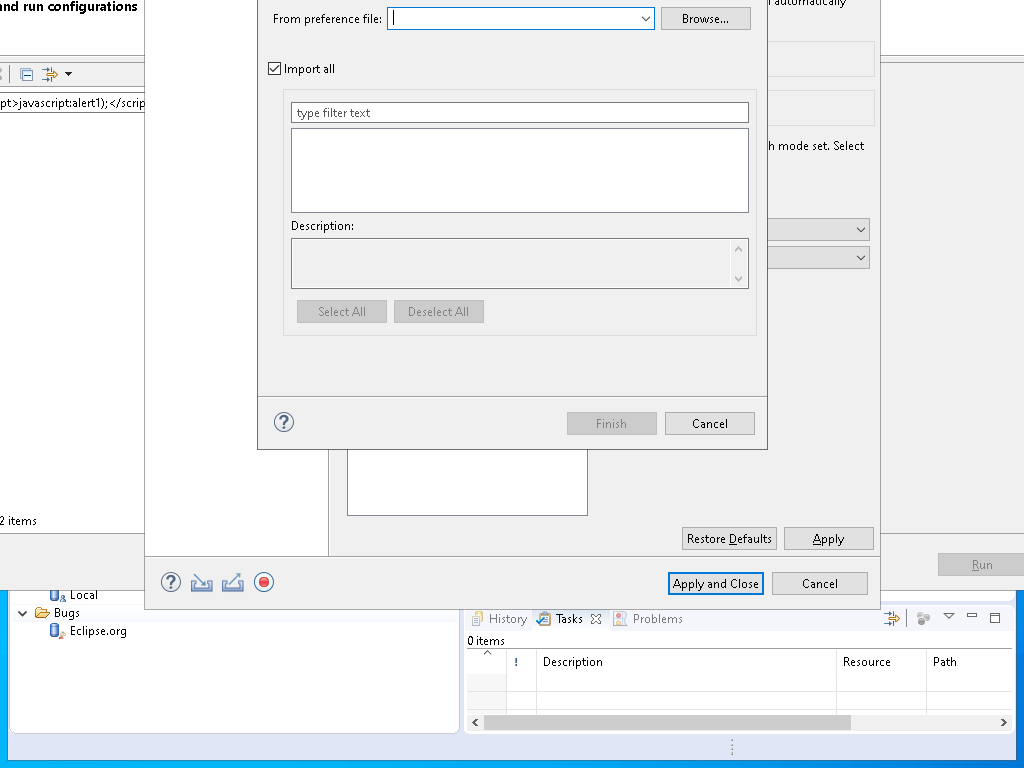 and run configurations
automatically
From preference file:
Browse...
Import all
pt>javascript:alert1);</scrip
type filter text
h mode set. Select
Description:
Select All
Deselect All
Finish
Cancel
2 items
Restore Defaults
Apply
Run
Apply and Close
Cancel
Local
Bugs
Eclipse.org
History
Tasks
Problems
0 items
! Description Resource Path